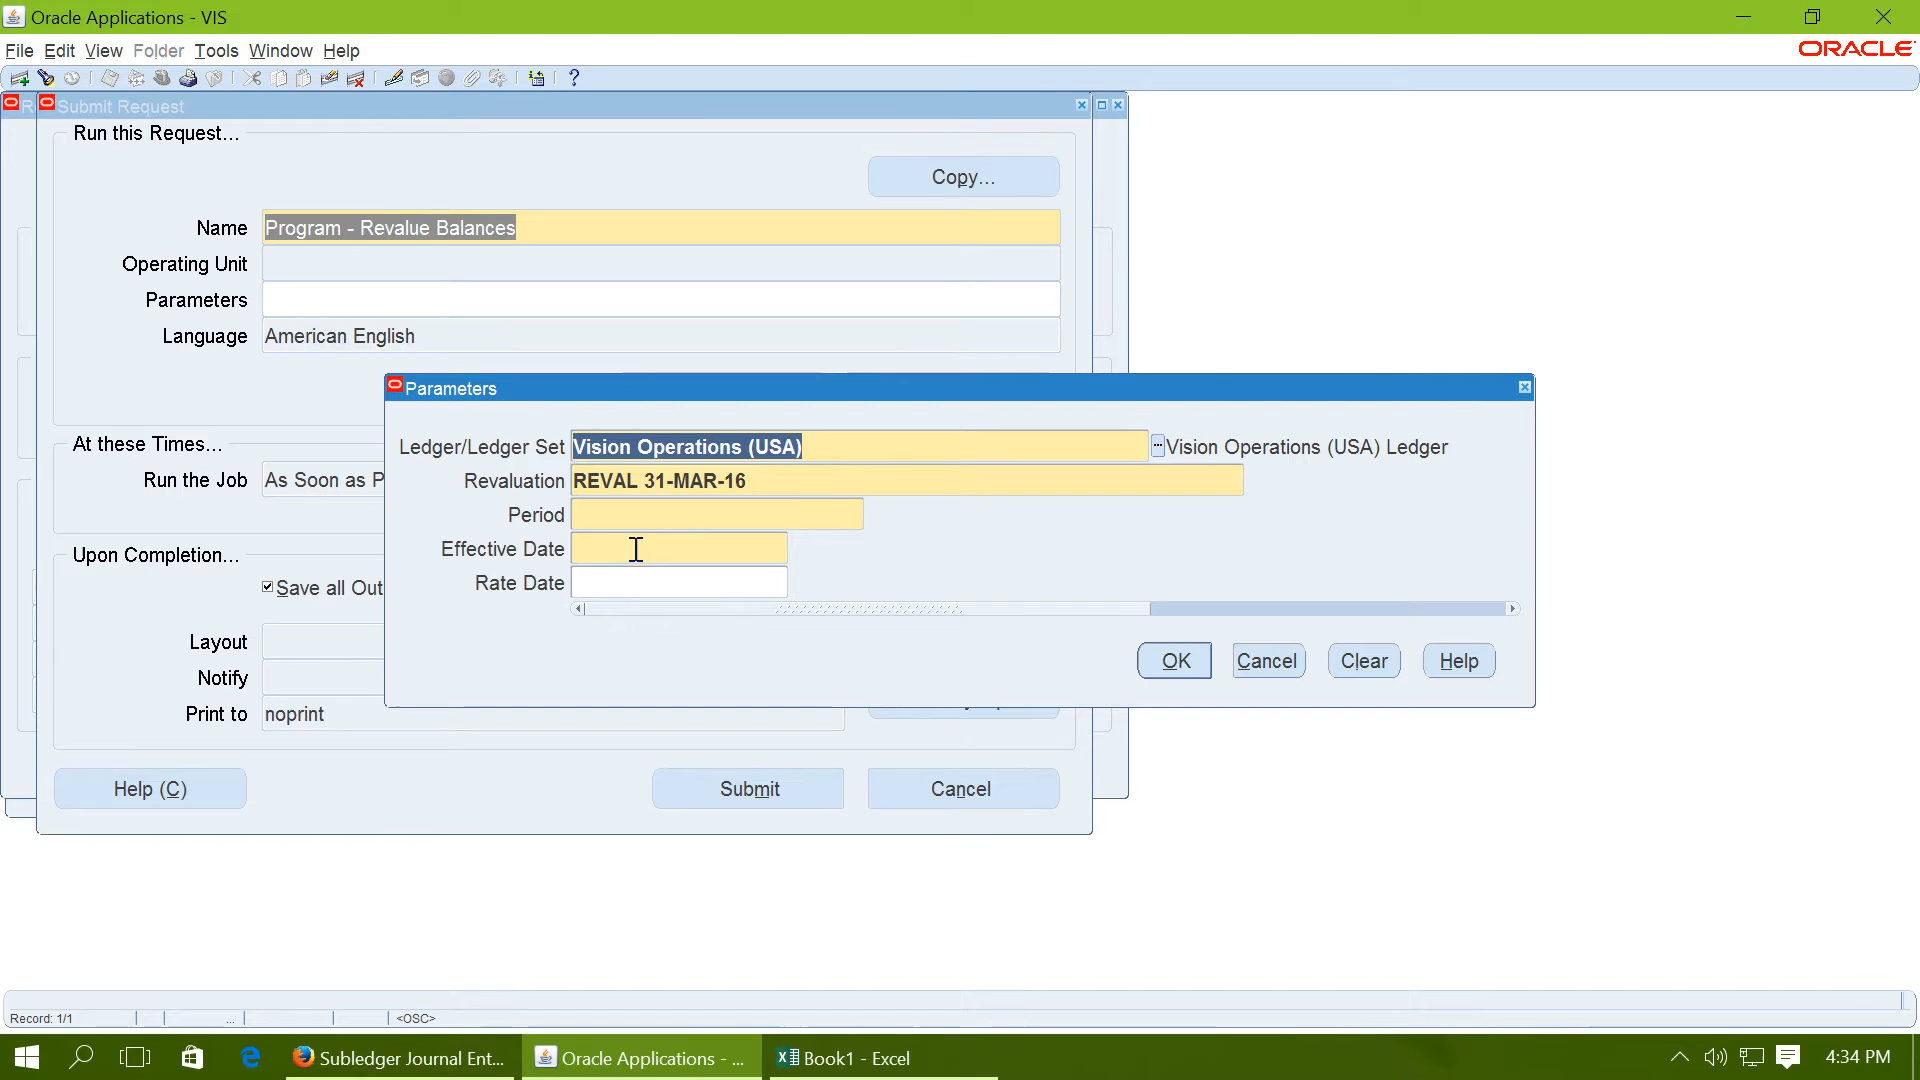 Oracle Applications - VIS
File Edit View Folder Tools Window Help
ORACLE
Submit Request
Run this Request...
Copy...
Name Program - Revalue Balances
Operating Unit
Parameters
Language American English
Parameters
Ledger/Ledger Set Vision Operations (USA) Vision Operations (USA) Ledger
Revaluation REVAL 31-MAR-16
Period
Effective Date
Rate Date
OK Cancel Clear Help
At these Times...
Run the Job As Soon as P
Upon Completion...
Save all Out
Layout
Notify
Print to noprint
Help (C) Submit Cancel
Record: 1/1 ... <OSC>
Subledger Journal Ent... Oracle Applications - ... Book1 - Excel 4:34 PM